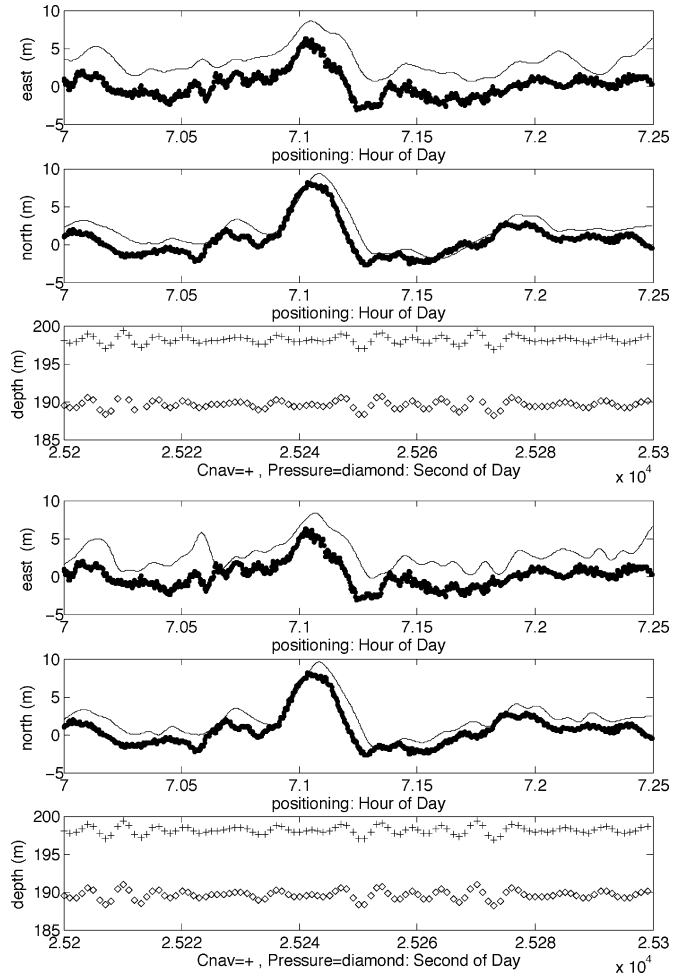 10
5
0
−5
east (m)
7 7.05 7.1 7.15 7.2 7.25
positioning: Hour of Day
10
5
0
−5
north (m)
7 7.05 7.1 7.15 7.2 7.25
positioning: Hour of Day
200
195
190
185
depth (m)
2.52 2.522 2.524 2.526 2.528 2.53
Cnav=+ , Pressure=diamond: Second of Day
x 10^4
10
5
0
−5
east (m)
7 7.05 7.1 7.15 7.2 7.25
positioning: Hour of Day
10
5
0
−5
north (m)
7 7.05 7.1 7.15 7.2 7.25
positioning: Hour of Day
200
195
190
185
depth (m)
2.52 2.522 2.524 2.526 2.528 2.53
Cnav=+ , Pressure=diamond: Second of Day
x 10^4